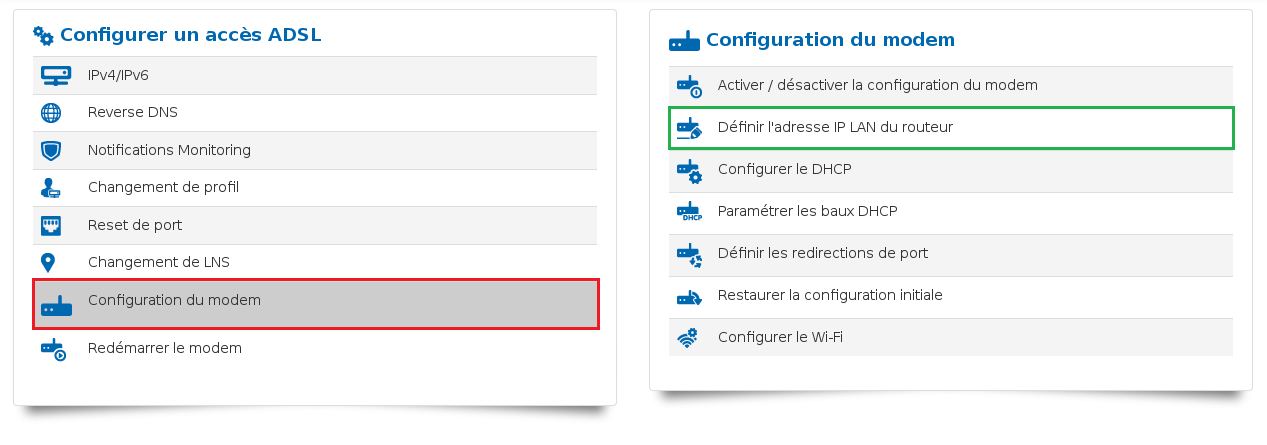 Configurer un accès ADSL
IPv4/IPv6
Reverse DNS
Notifications Monitoring
Changement de profil
Reset de port
Changement de LNS
Configuration du modem
Redémarrer le modem
Configuration du modem
Activer / désactiver la configuration du modem
Définir l'adresse IP LAN du routeur
Configurer le DHCP
DHCP
Paramétrer les baux DHCP
Définir les redirections de port
Restaurer la configuration initiale
Configurer le Wi-Fi